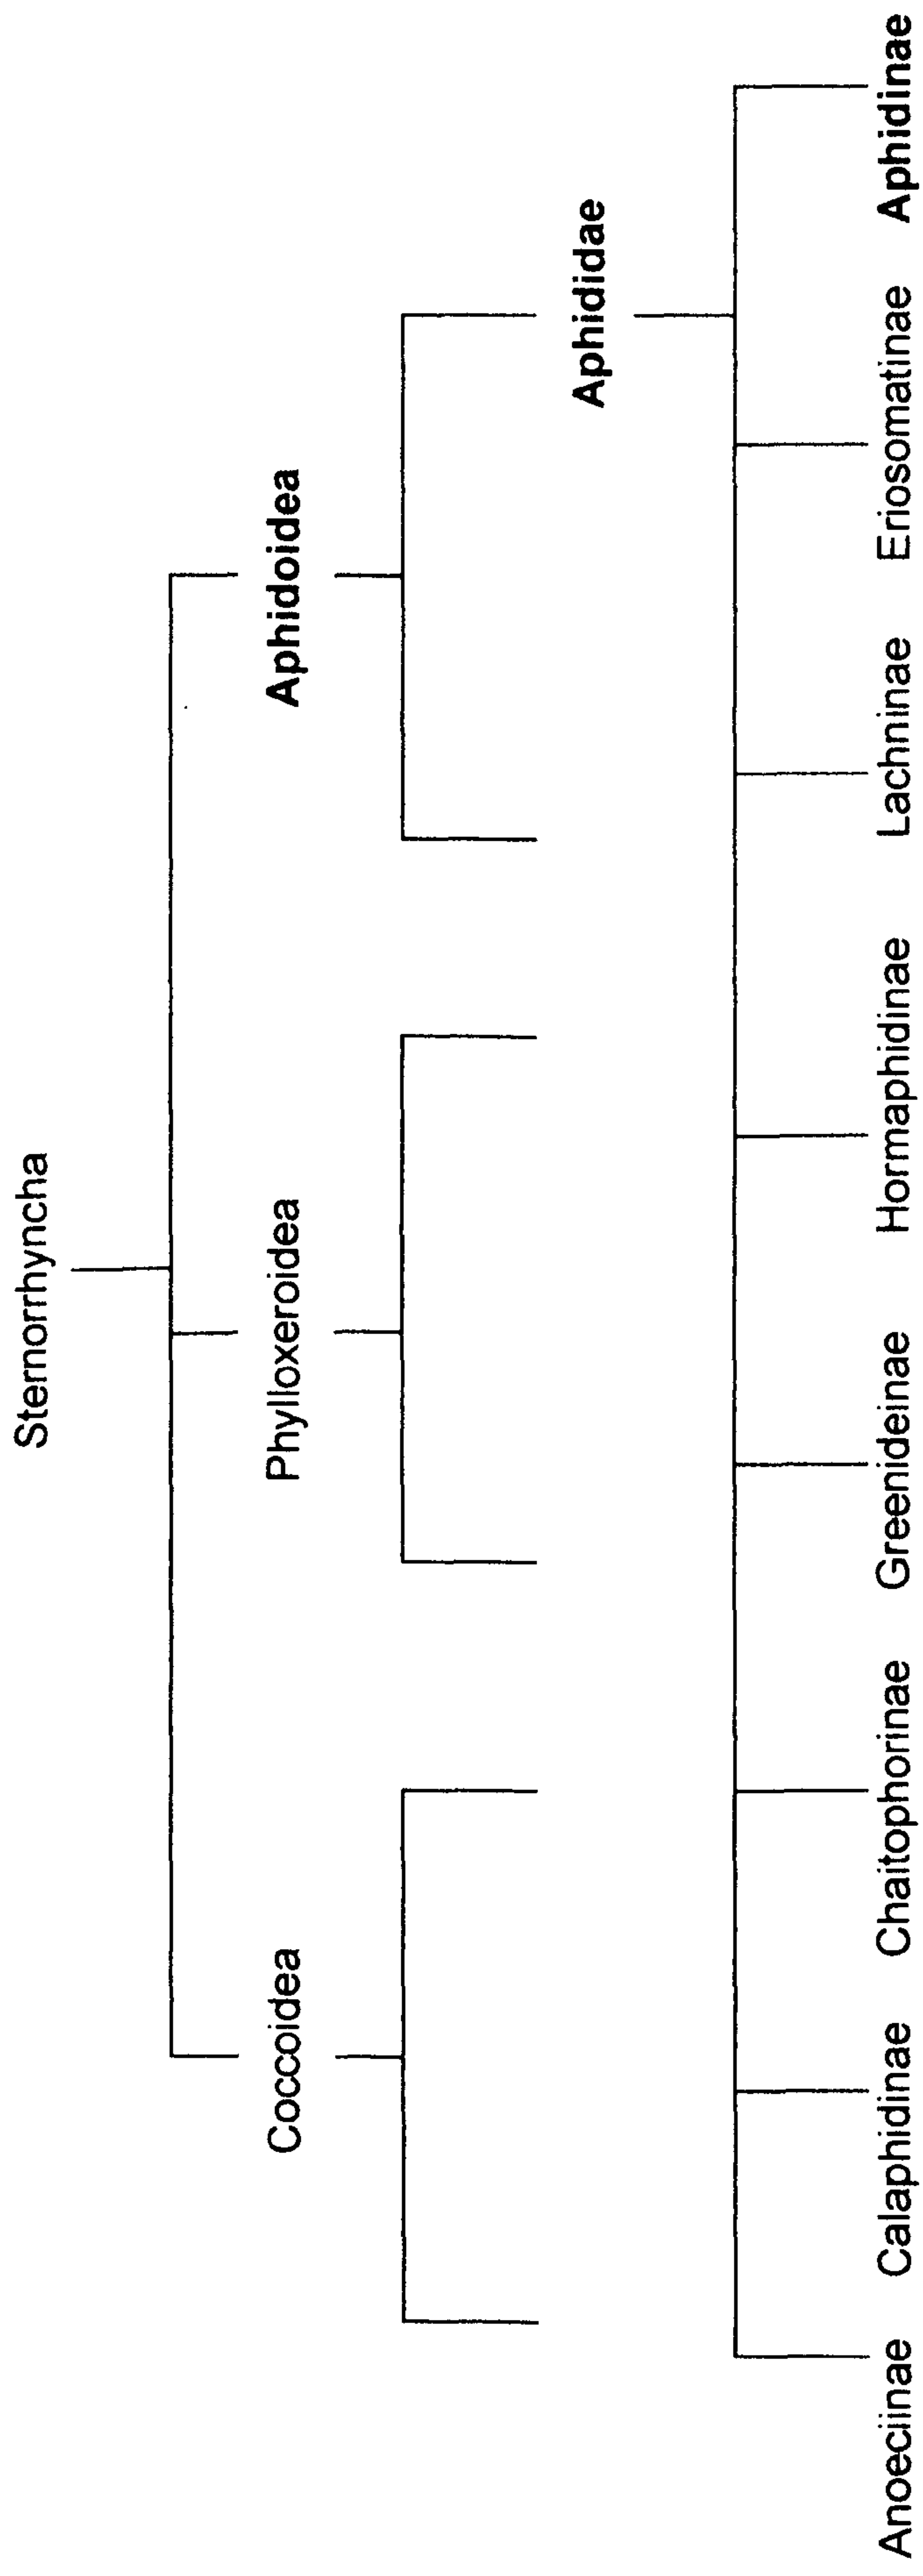 Sternorrhyncha
Coccoidea Phylloxeroidea Aphidoidea
Aphididae
Anoeciinae Calaphidinae Chaitophorinae Greenideinae Hormaphidinae Lachninae Eriosomatinae Aphidinae